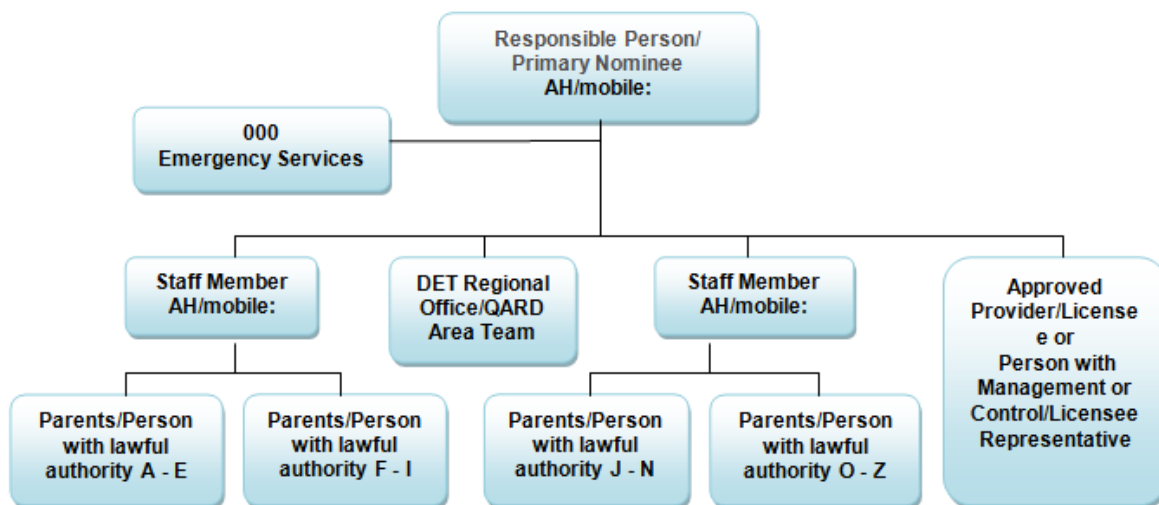 Responsible Person/
Primary Nominee
AH/mobile:
000
Emergency Services
Staff Member
AH/mobile:
DET Regional
Office/QARD
Area Team
Staff Member
AH/mobile:
Approved
Provider/License
e or
Person with
Management or
Control/Licensee
Representative
Parents/Person
with lawful
authority A - E
Parents/Person
with lawful
authority F - I
Parents/Person
with lawful
authority J - N
Parents/Person
with lawful
authority O - Z